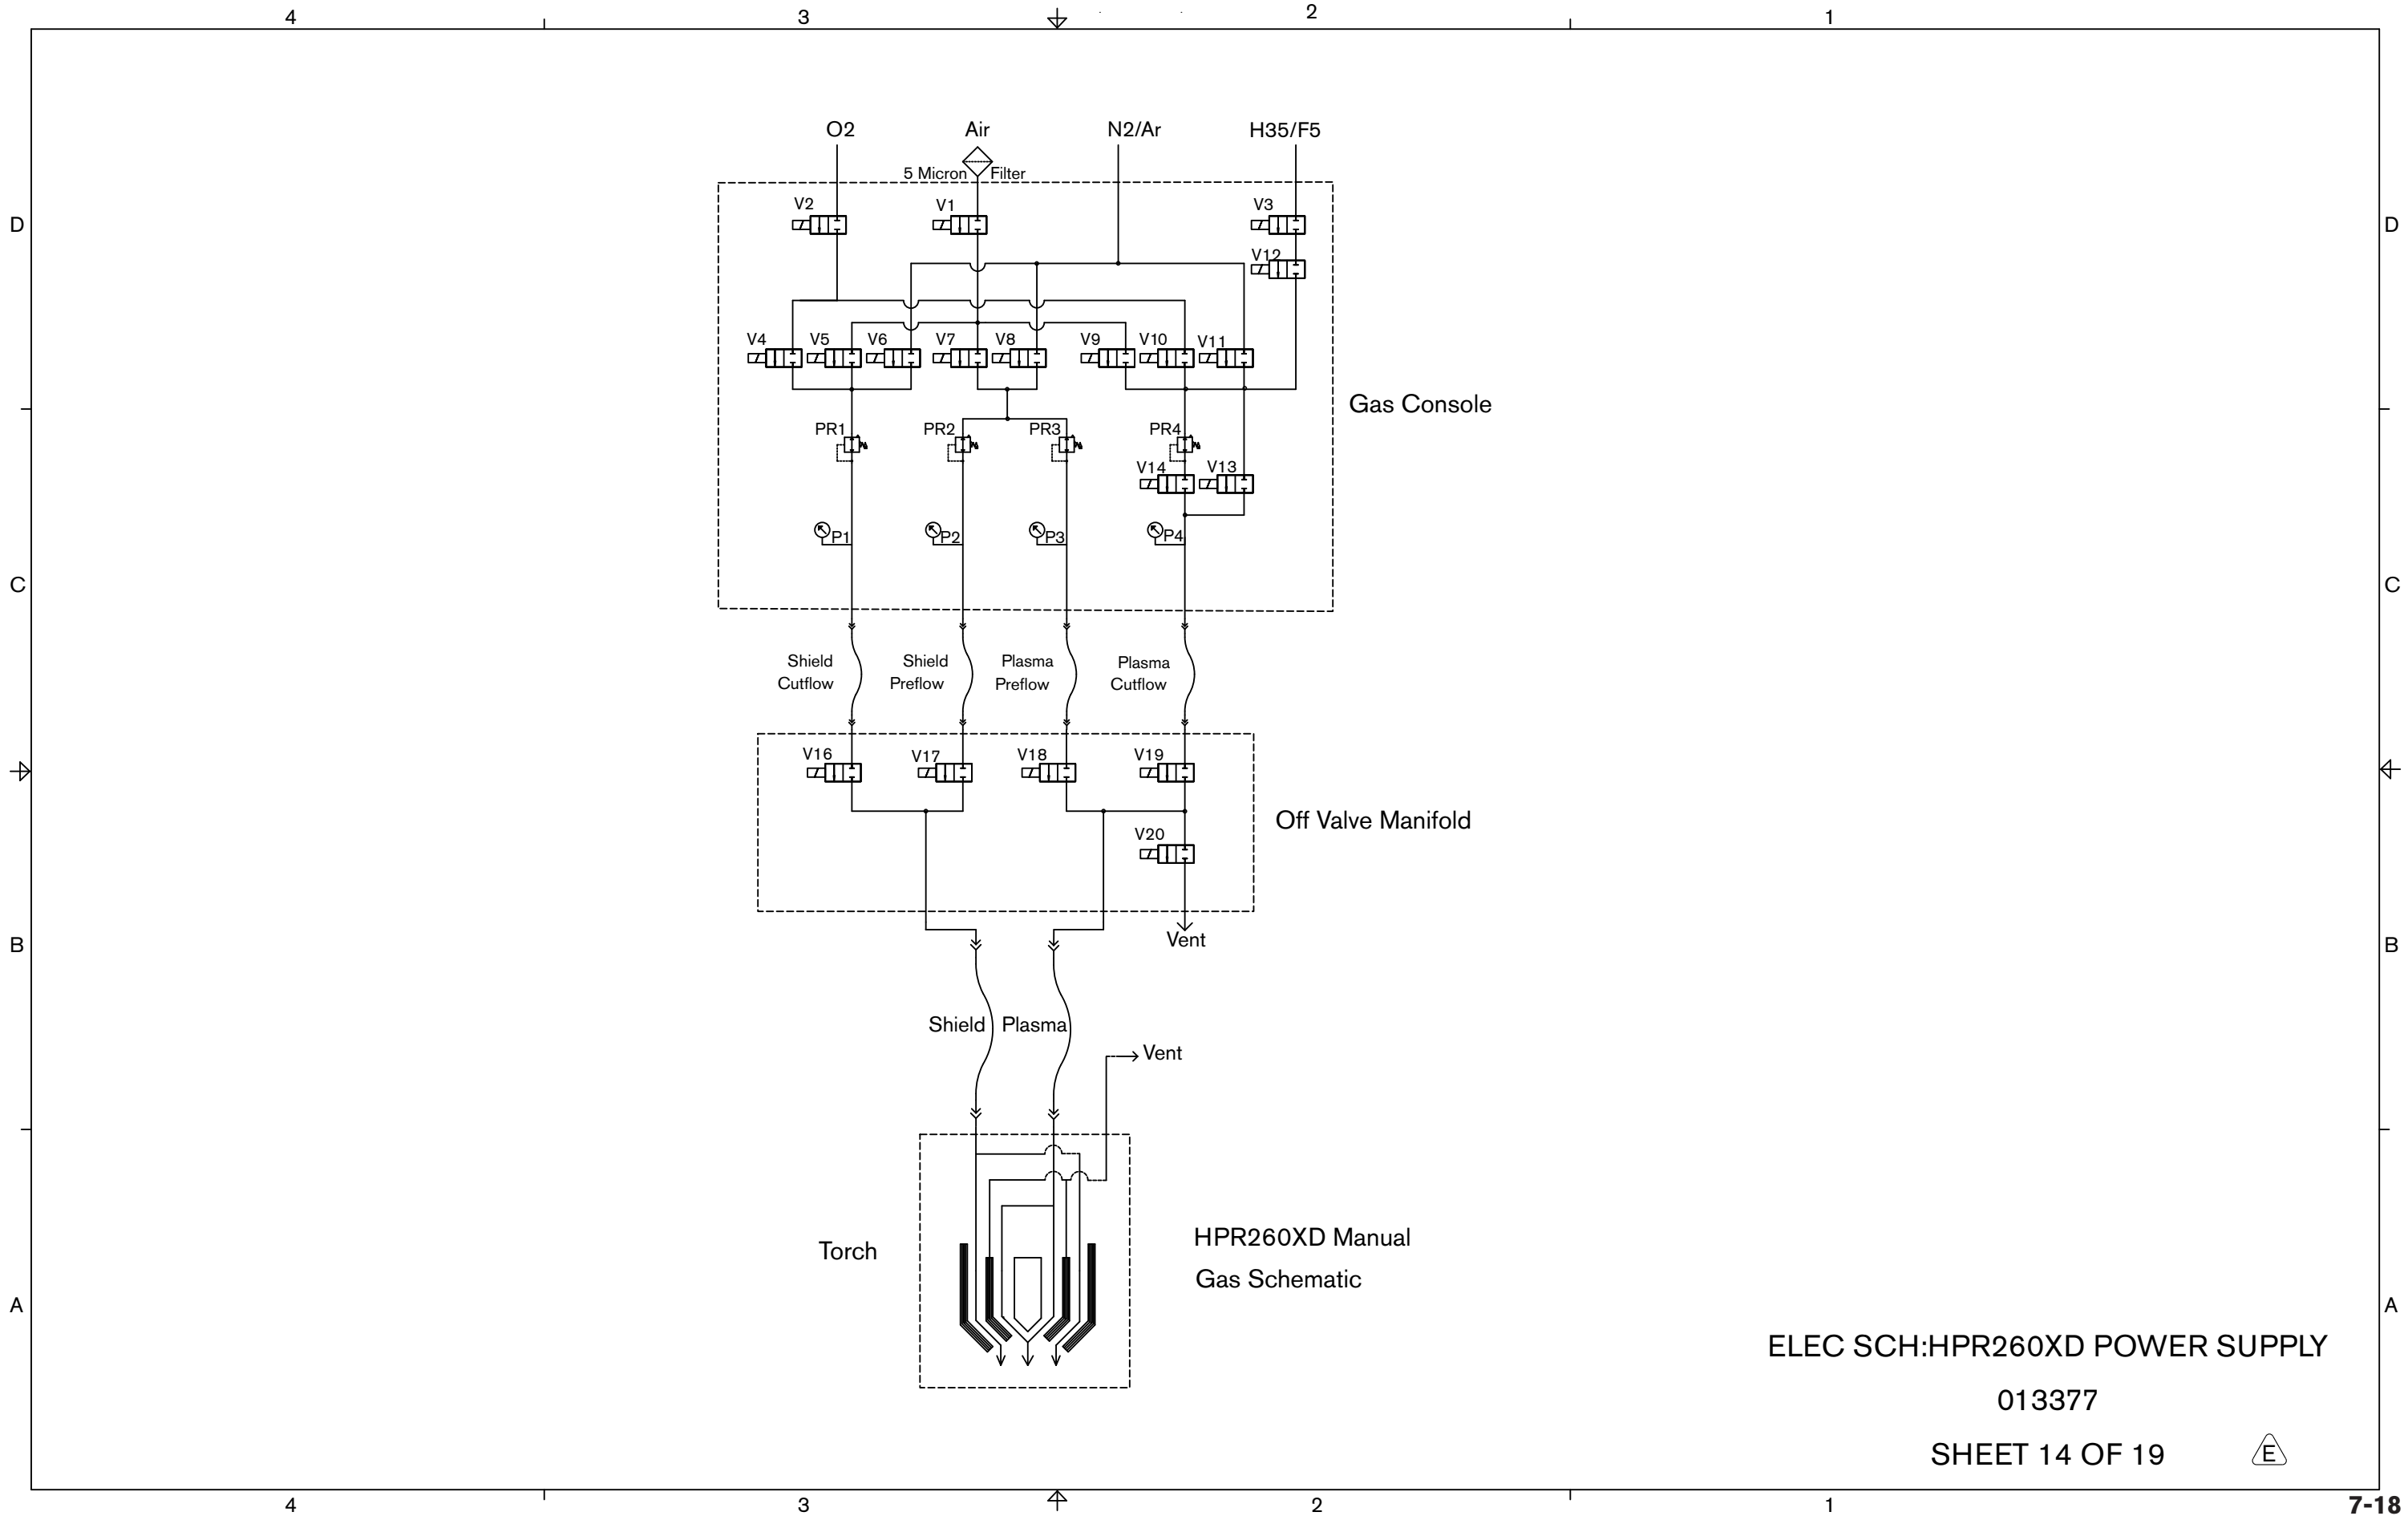 4 3 2 1
O2 Air N2/Ar H35/F5
5 Micron Filter
V2 V1 V3
D D
V12
V4 V5 V6 V7 V8 V9 V10 V11
Gas Console
PR1 PR2 PR3 PR4
V14 V13
P1 P2 P3 P4
C C
Shield Shield Plasma Plasma
Cutflow Preflow Preflow Cutflow
V16 V17 V18 V19
Off Valve Manifold
V20
Vent
B B
Shield Plasma
Vent
HPR260XD Manual
Torch
Gas Schematic
A A
ELEC SCH:HPR260XD POWER SUPPLY
013377
SHEET 14 OF 19 E
4 3 2 1
7-18